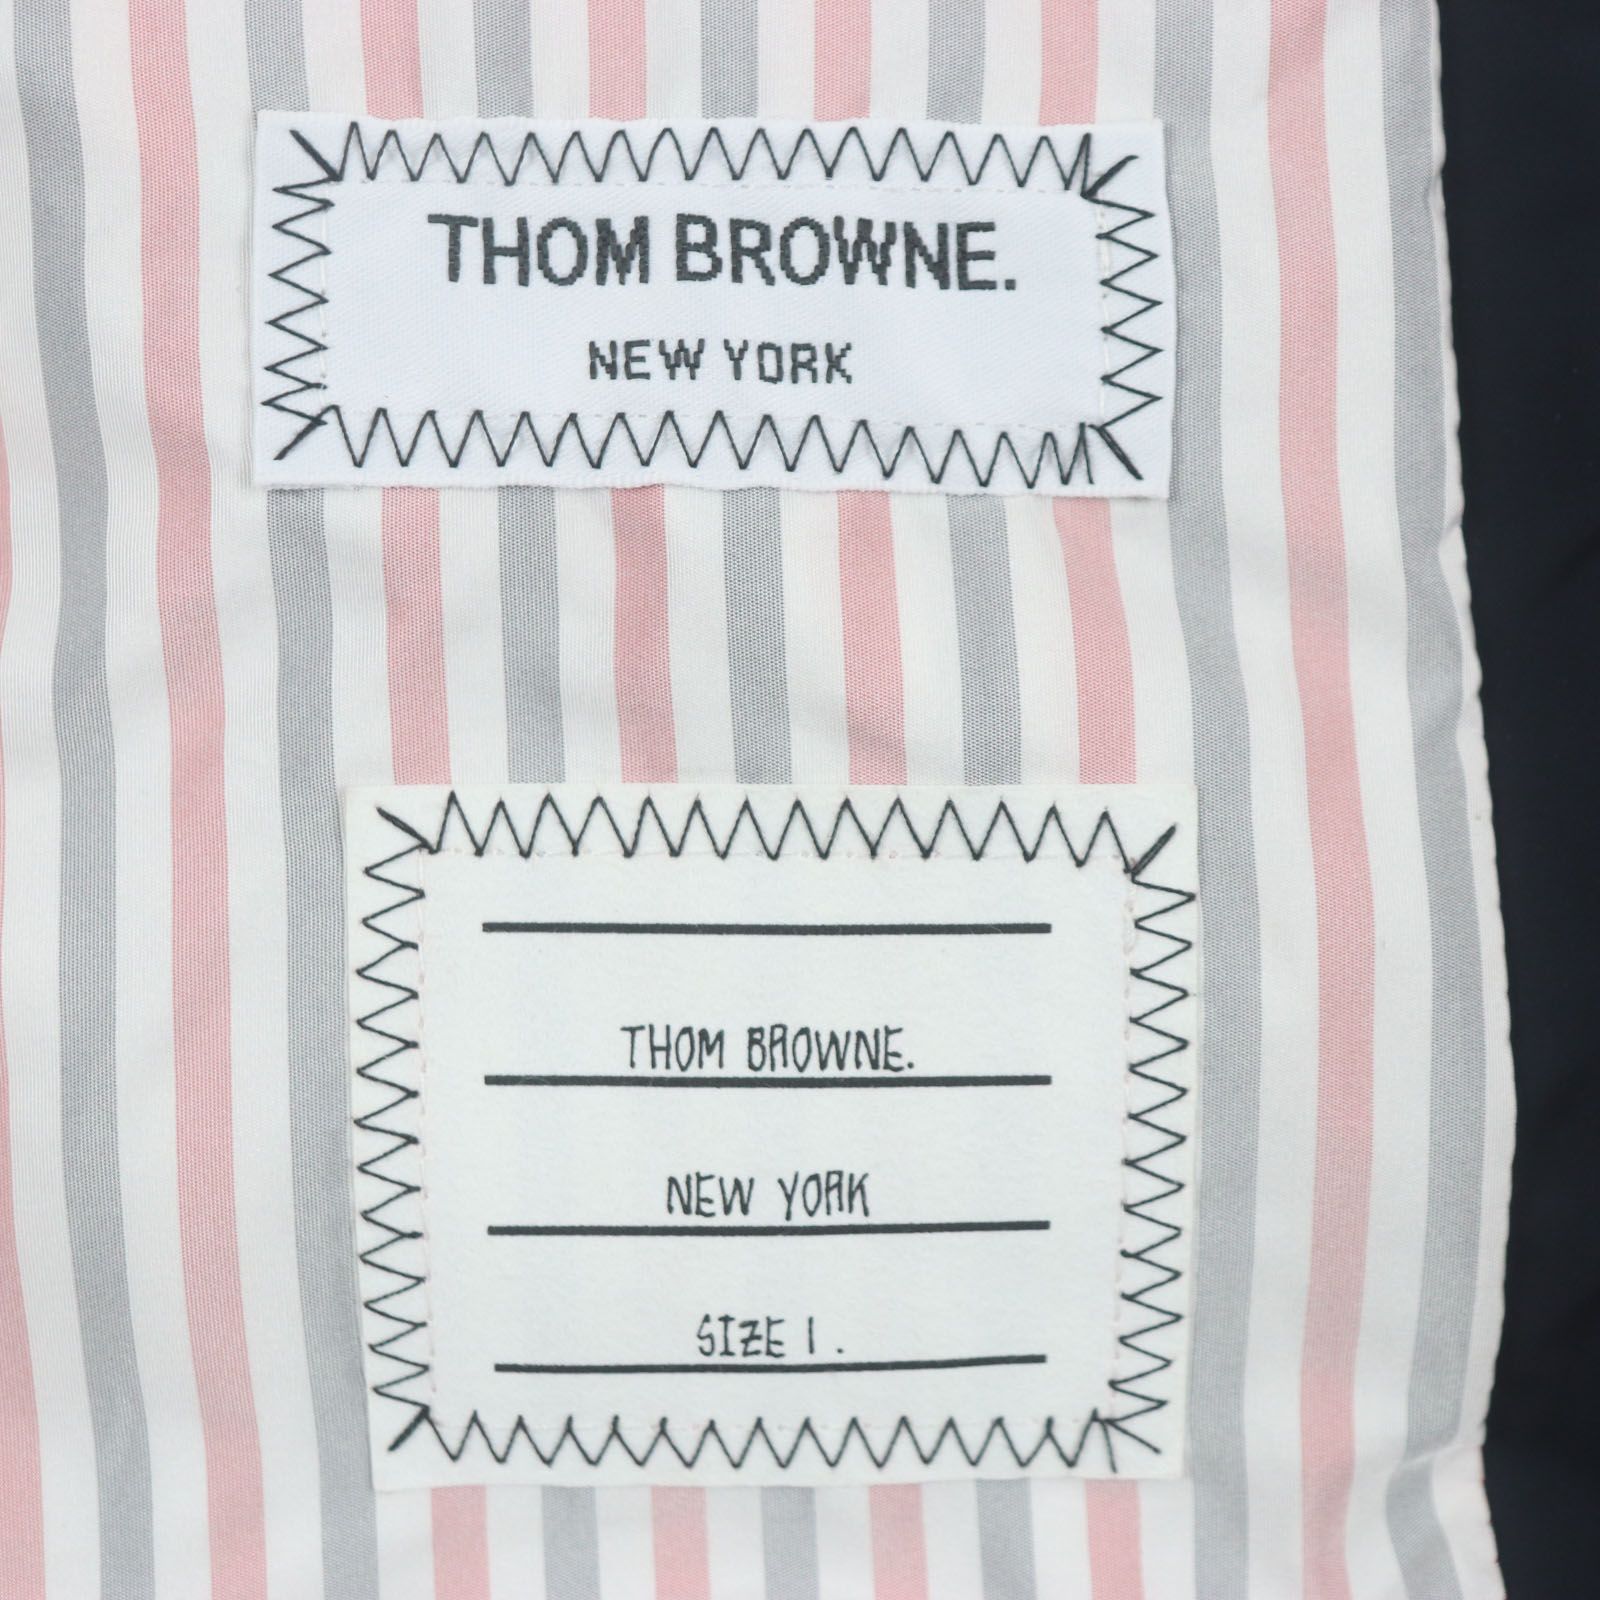 THOM BROWNE.
NEW YORK
THOM BROWNE.
NEW YORK
SIZE 1.